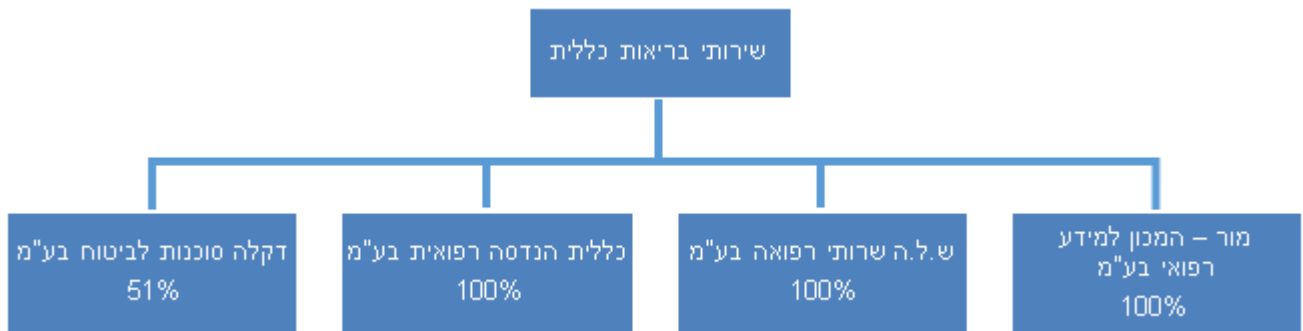 שירותי בריאות כללית
מור – המכון למידע
רפואי בע"מ
100%
ש.ל.ה שרותי רפואה בע"מ
100%
כללית הנדסה רפואית בע"מ
100%
דקלה סוכנות לביטוח בע"מ
51%